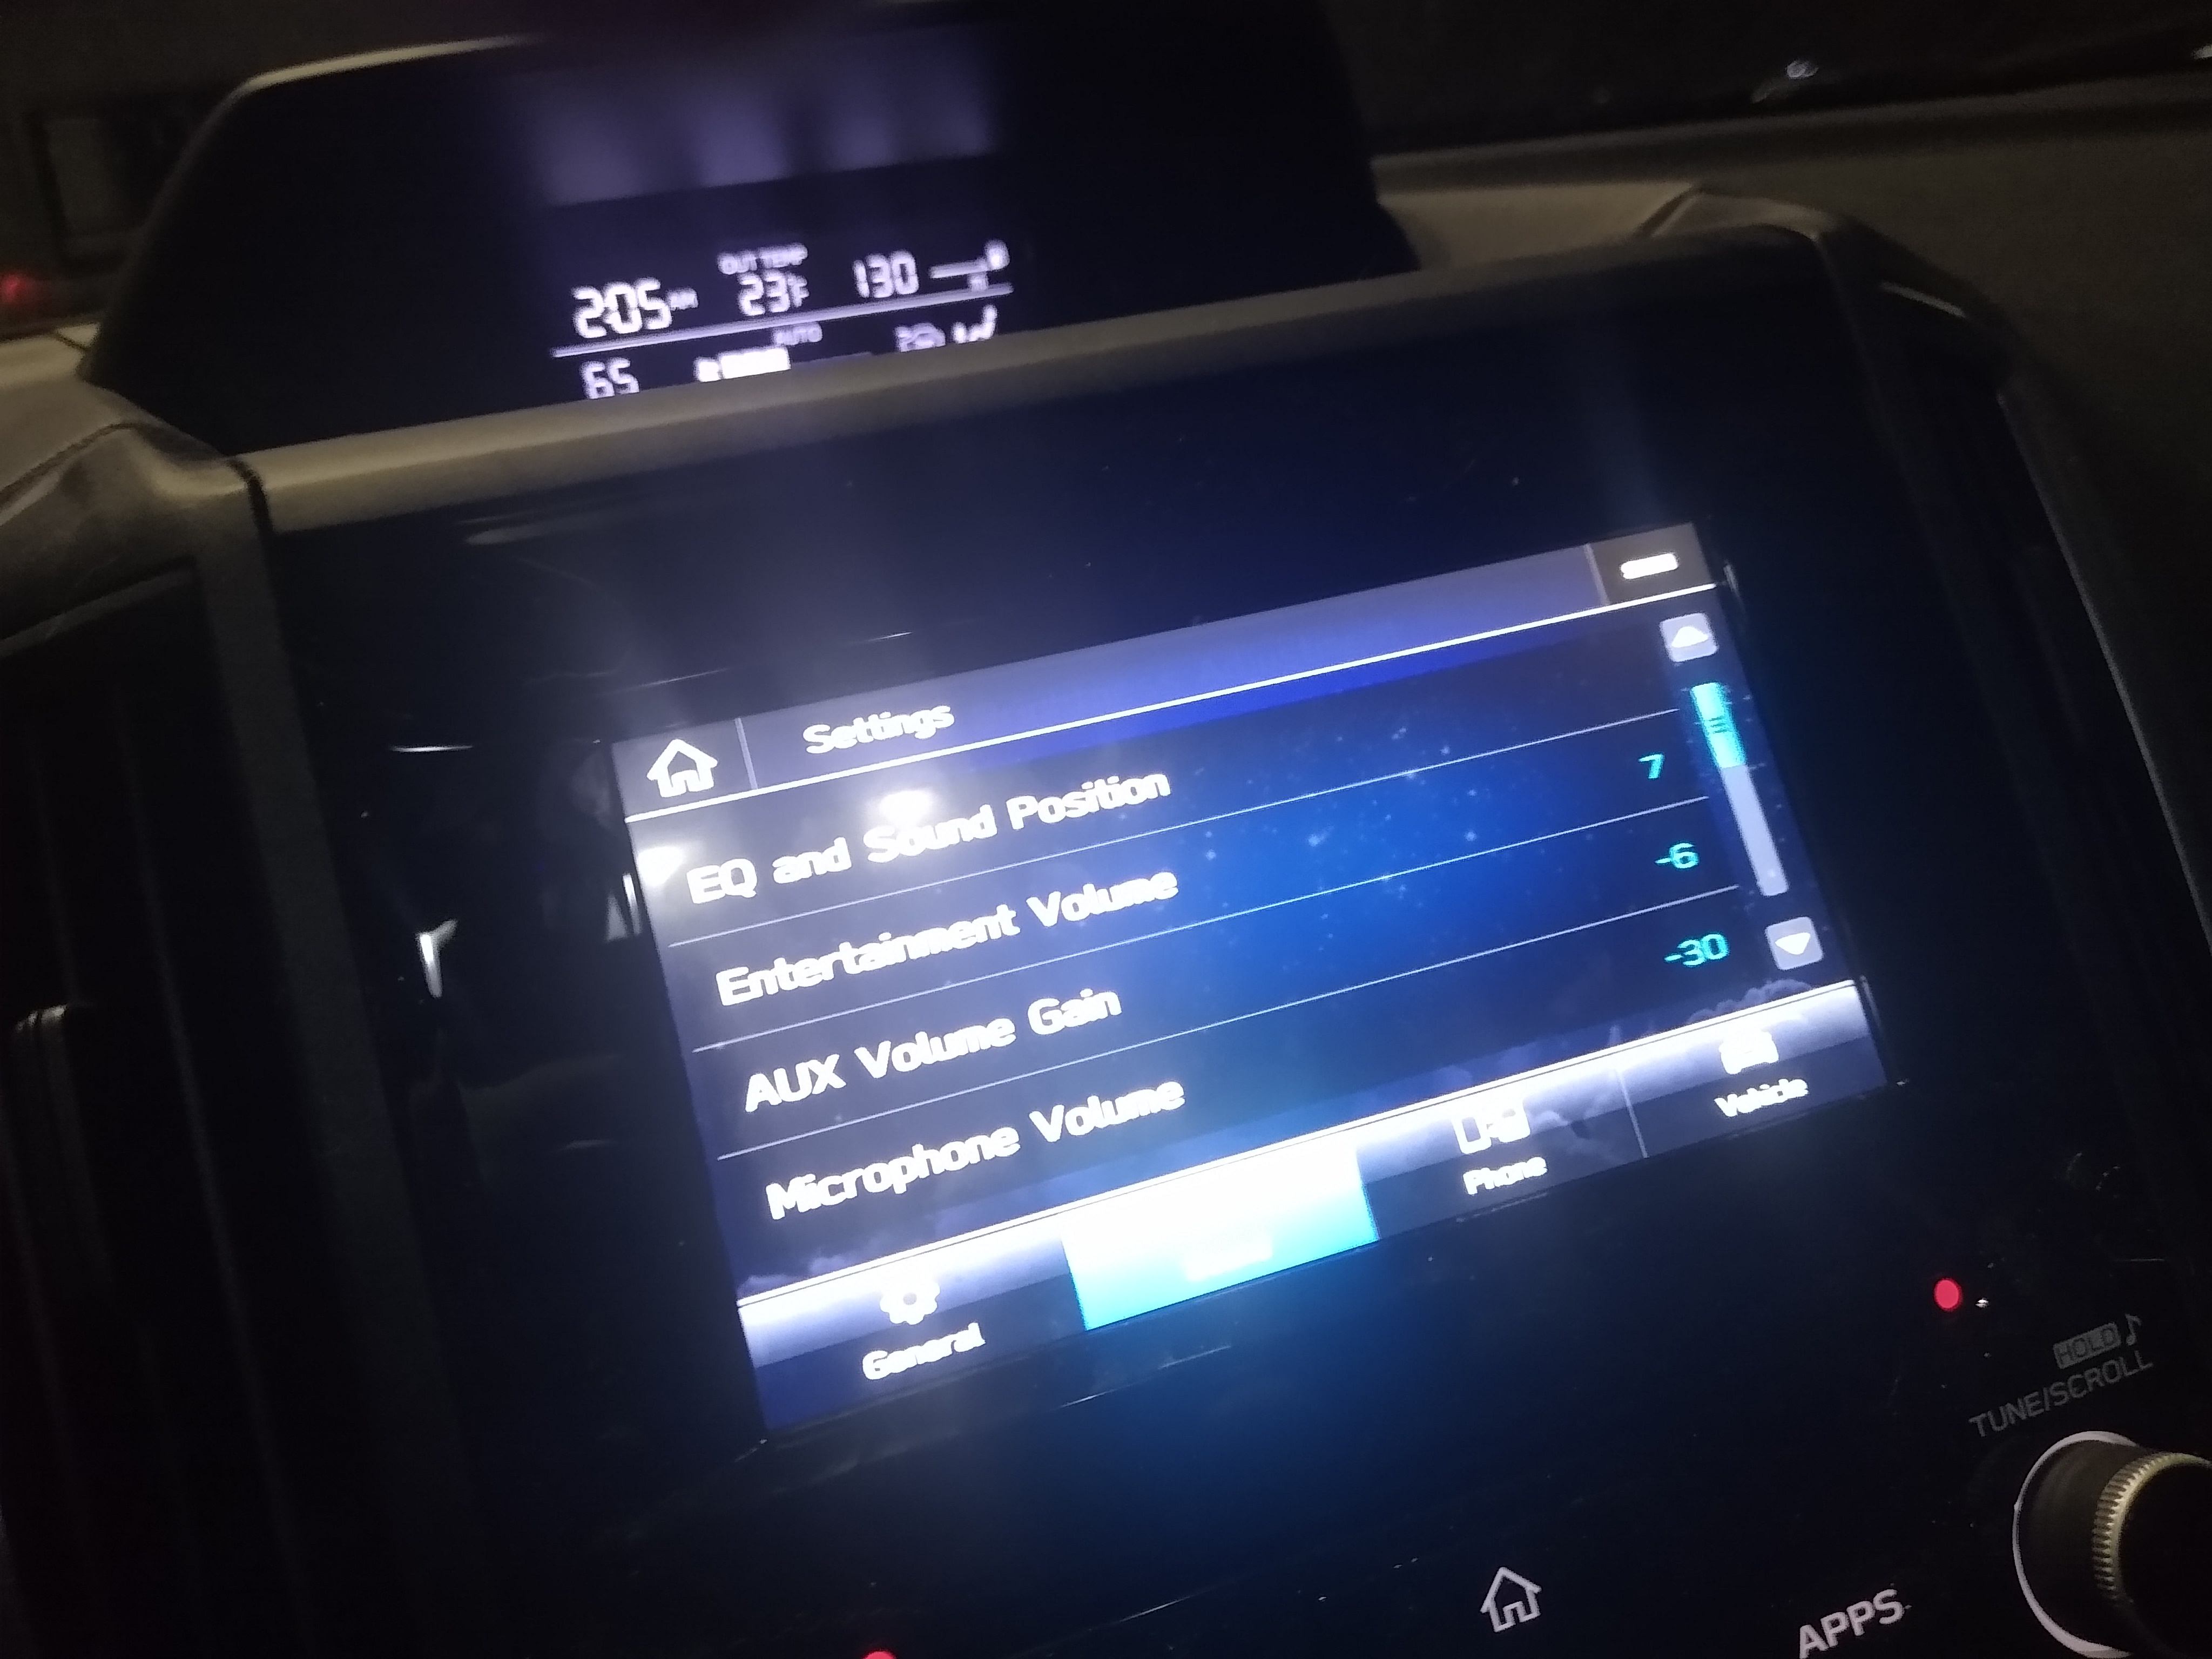 OUT TEMP
2:05 AM 23°F 130
AUTO
65
Settings
EQ and Sound Position
Entertainment Volume 7
AUX Volume Gain -6
Microphone Volume -30
General
Phone
Vehicle
HOLD ♪
TUNE/SCROLL
APPS